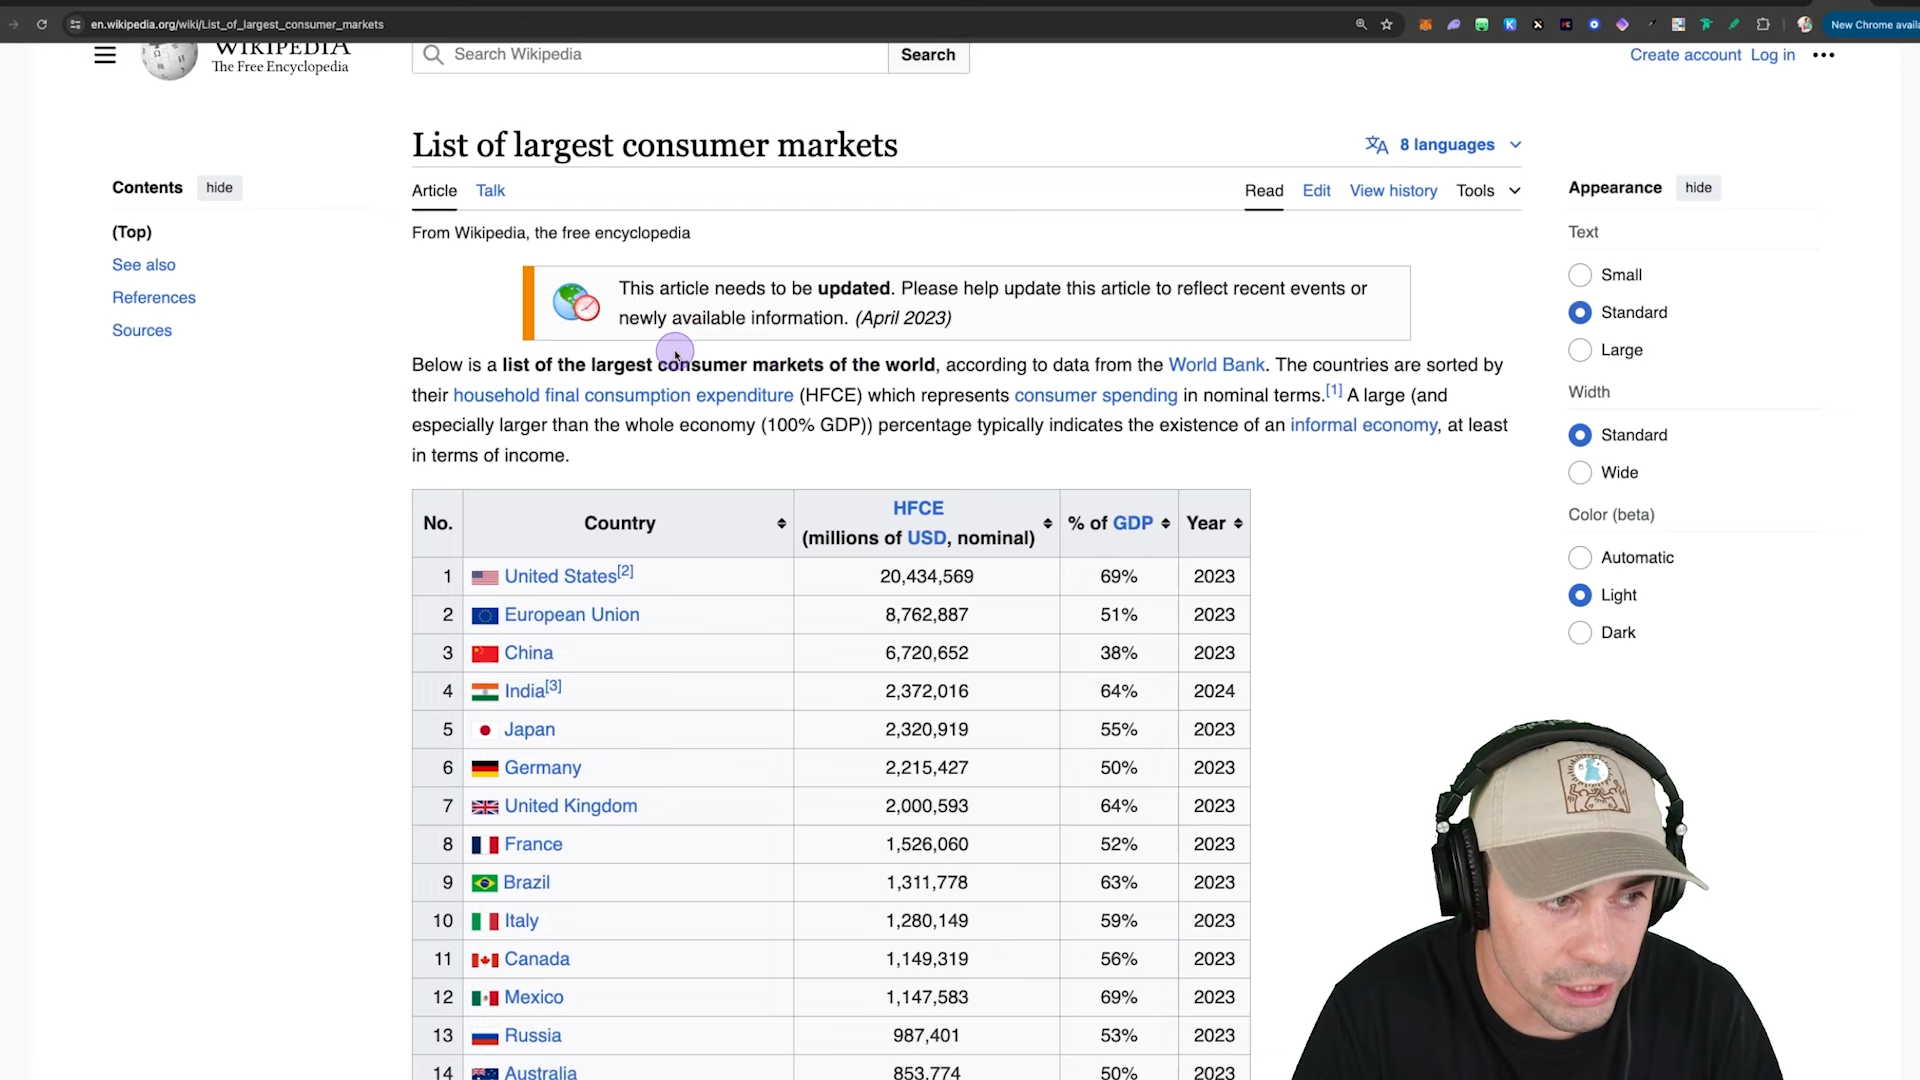 en.wikipedia.org/wiki/List_of_largest_consumer_markets
New Chrome availa
WIKIPEDIA
The Free Encyclopedia
Search Wikipedia
Search
Create account Log in
List of largest consumer markets
8 languages
Contents hide
Article Talk
Read Edit View history Tools
Appearance hide
(Top)
See also
References
Sources
From Wikipedia, the free encyclopedia
This article needs to be updated. Please help update this article to reflect recent events or
newly available information. (April 2023)
Below is a list of the largest consumer markets of the world, according to data from the World Bank. The countries are sorted by
their household final consumption expenditure (HFCE) which represents consumer spending in nominal terms.[1] A large (and
especially larger than the whole economy (100% GDP)) percentage typically indicates the existence of an informal economy, at least
in terms of income.
No. Country HFCE (millions of USD, nominal) % of GDP Year
1 United States[2] 20,434,569 69% 2023
2 European Union 8,762,887 51% 2023
3 China 6,720,652 38% 2023
4 India[3] 2,372,016 64% 2024
5 Japan 2,320,919 55% 2023
6 Germany 2,215,427 50% 2023
7 United Kingdom 2,000,593 64% 2023
8 France 1,526,060 52% 2023
9 Brazil 1,311,778 63% 2023
10 Italy 1,280,149 59% 2023
11 Canada 1,149,319 56% 2023
12 Mexico 1,147,583 69% 2023
13 Russia 987,401 53% 2023
14 Australia 853,774 50% 2023
Text
Small
Standard
Large
Width
Standard
Wide
Color (beta)
Automatic
Light
Dark